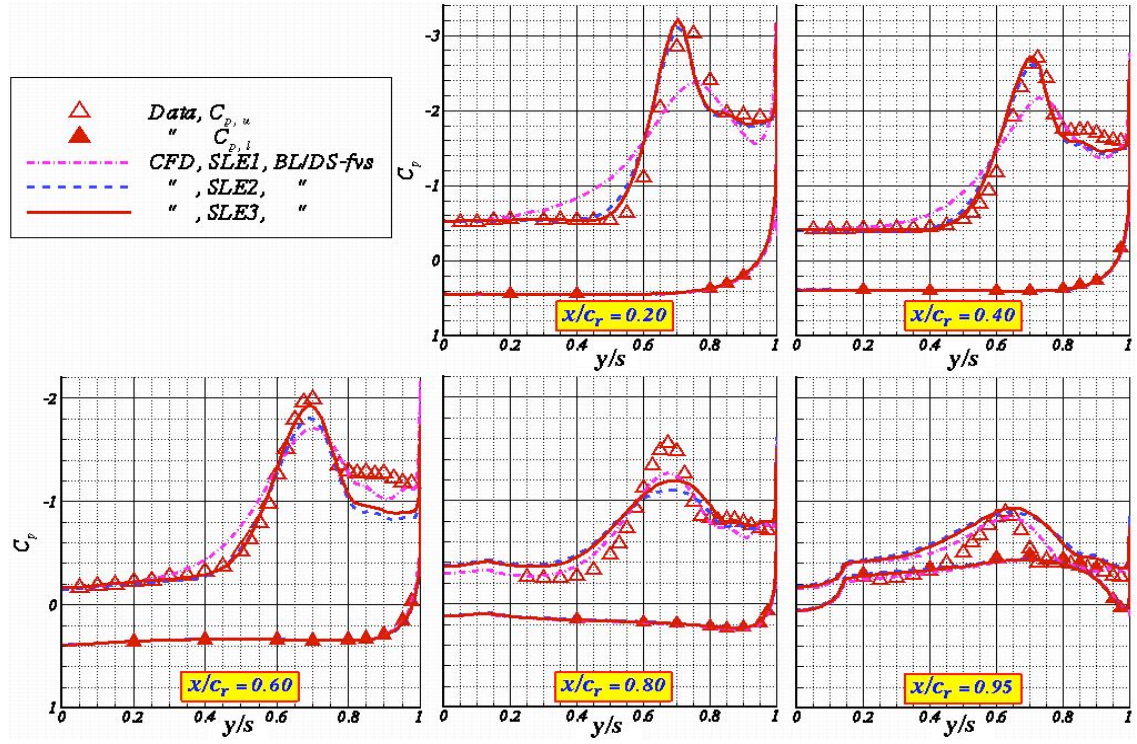 Data, C_{p, u}
" C_{p, l}
CFD, SLE1, BL/DS-fvs
" , SLE2, "
" , SLE3, "
-3
-2
-1
0
1
C_p
x/c_r = 0.20
0 0.2 0.4 0.6 0.8 1
y/s
x/c_r = 0.40
0 0.2 0.4 0.6 0.8 1
y/s
-2
-1
0
1
C_p
x/c_r = 0.60
0 0.2 0.4 0.6 0.8 1
y/s
x/c_r = 0.80
0 0.2 0.4 0.6 0.8 1
y/s
x/c_r = 0.95
0 0.2 0.4 0.6 0.8 1
y/s